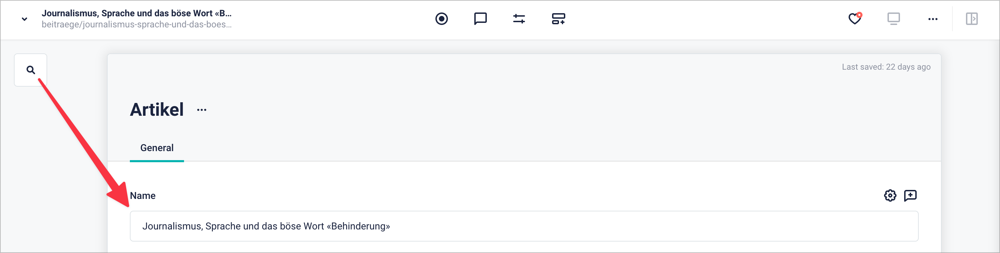 Journalismus, Sprache und das böse Wort «B...
beitraege/journalismus-sprache-und-das-boes...
Last saved: 22 days ago
Artikel
General
Name
Journalismus, Sprache und das böse Wort «Behinderung»